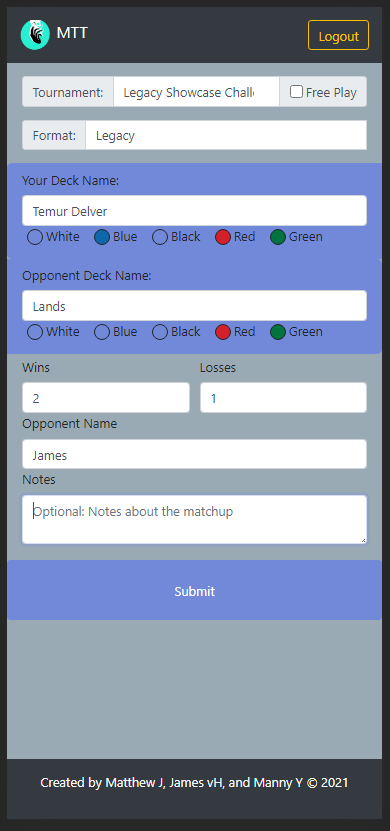 MTT Logout
Tournament: Legacy Showcase Chall Free Play
Format: Legacy
Your Deck Name:
Temur Delver
White Blue Black Red Green
Opponent Deck Name:
Lands
White Blue Black Red Green
Wins Losses
2 1
Opponent Name
James
Notes
Optional: Notes about the matchup
Submit
Created by Matthew J, James vH, and Manny Y © 2021